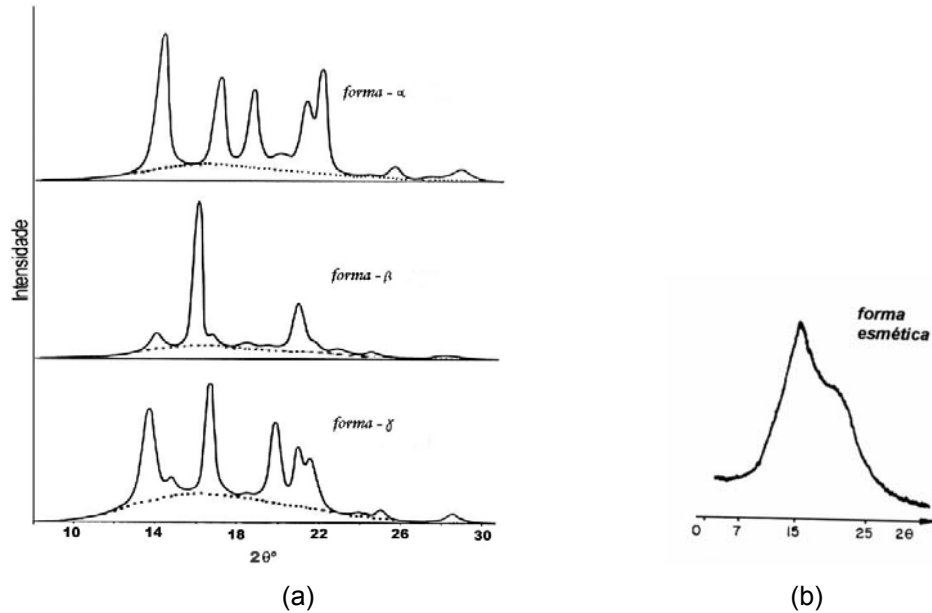 forma - α
forma - β
forma - ɣ
Intensidade
10 14 18 22 26 30
2θ°
(a)
forma
esmética
0 7 15 25 2θ
(b)